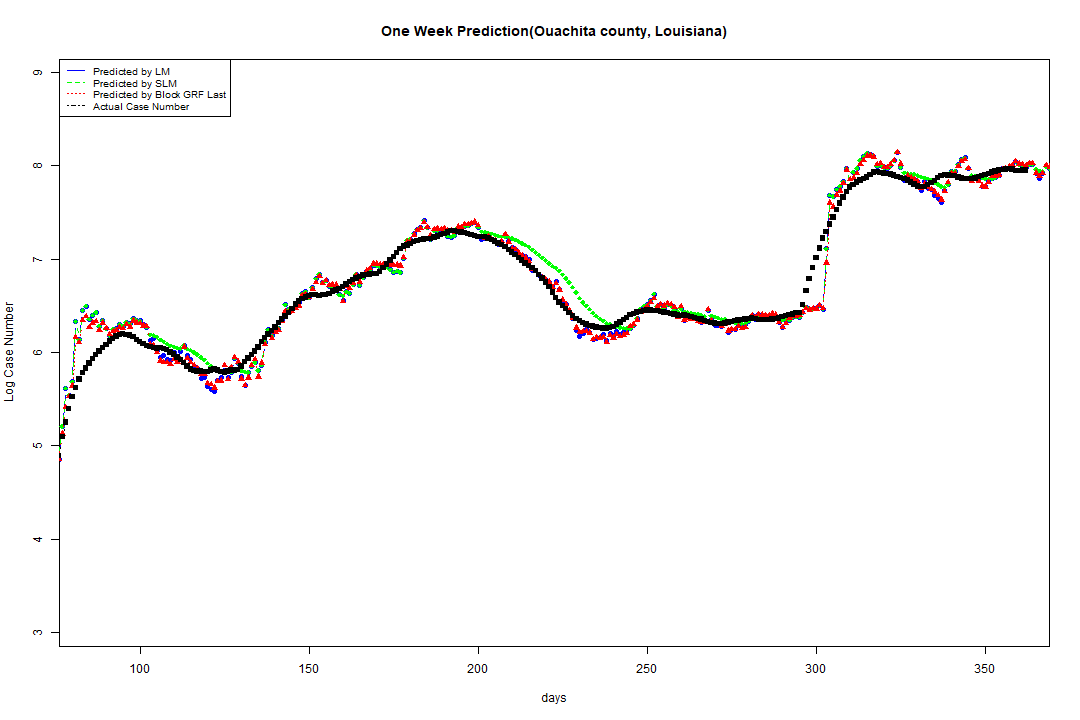 One Week Prediction(Ouachita county, Louisiana)
Predicted by LM
Predicted by SLM
Predicted by Block GRF Last
Actual Case Number
9
8
7
6
5
4
3
Log Case Number
100 150 200 250 300 350
days